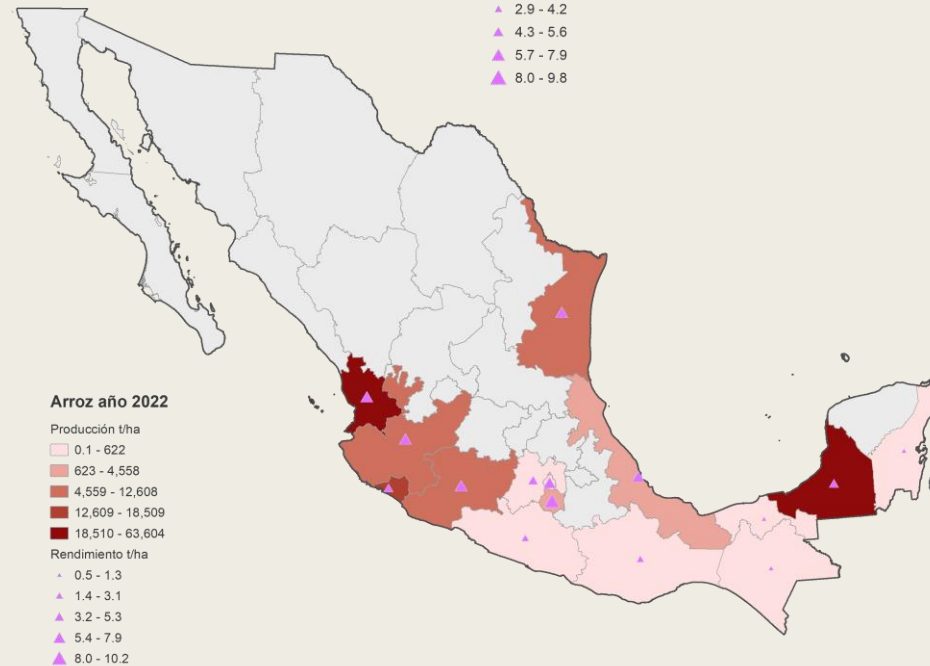 2.9 - 4.2
4.3 - 5.6
5.7 - 7.9
8.0 - 9.8
Arroz año 2022
Producción t/ha
0.1 - 622
623 - 4,558
4,559 - 12,608
12,609 - 18,509
18,510 - 63,604
Rendimiento t/ha
0.5 - 1.3
1.4 - 3.1
3.2 - 5.3
5.4 - 7.9
8.0 - 10.2